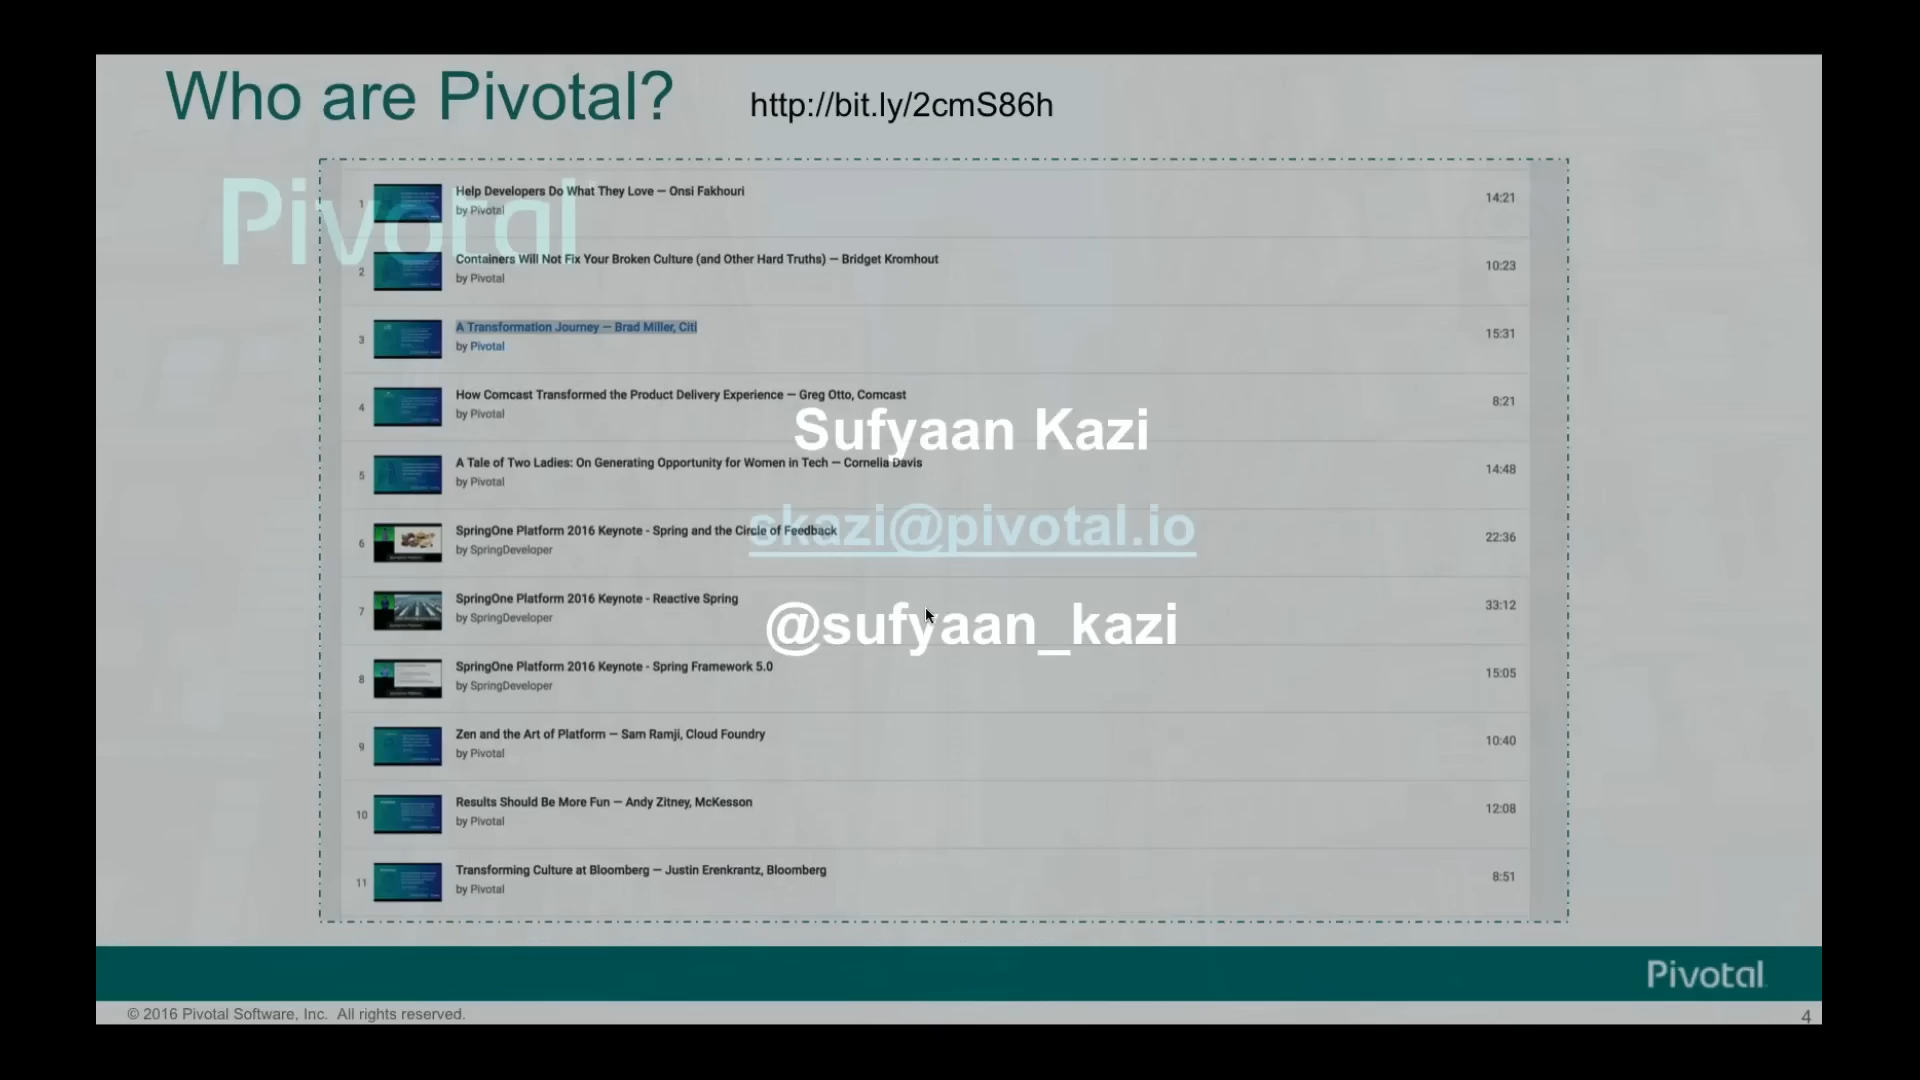 Who are Pivotal?
http://bit.ly/2cmS86h
Pivotal
1
Help Developers Do What They Love — Onsi Fakhouri
by Pivotal
14:21
2
Containers Will Not Fix Your Broken Culture (and Other Hard Truths) — Bridget Kromhout
by Pivotal
10:23
3
A Transformation Journey — Brad Miller, Citi
by Pivotal
15:31
4
How Comcast Transformed the Product Delivery Experience — Greg Otto, Comcast
by Pivotal
8:21
Sufyaan Kazi
5
A Tale of Two Ladies: On Generating Opportunity for Women in Tech — Cornelia Davis
by Pivotal
14:48
skazi@pivotal.io
6
SpringOne Platform 2016 Keynote - Spring and the Circle of Feedback
by SpringDeveloper
22:36
7
SpringOne Platform 2016 Keynote - Reactive Spring
by SpringDeveloper
33:12
@sufyaan_kazi
8
SpringOne Platform 2016 Keynote - Spring Framework 5.0
by SpringDeveloper
15:05
9
Zen and the Art of Platform — Sam Ramji, Cloud Foundry
by Pivotal
10:40
10
Results Should Be More Fun — Andy Zitney, McKesson
by Pivotal
12:08
11
Transforming Culture at Bloomberg — Justin Erenkrantz, Bloomberg
by Pivotal
8:51
Pivotal
© 2016 Pivotal Software, Inc. All rights reserved.
4